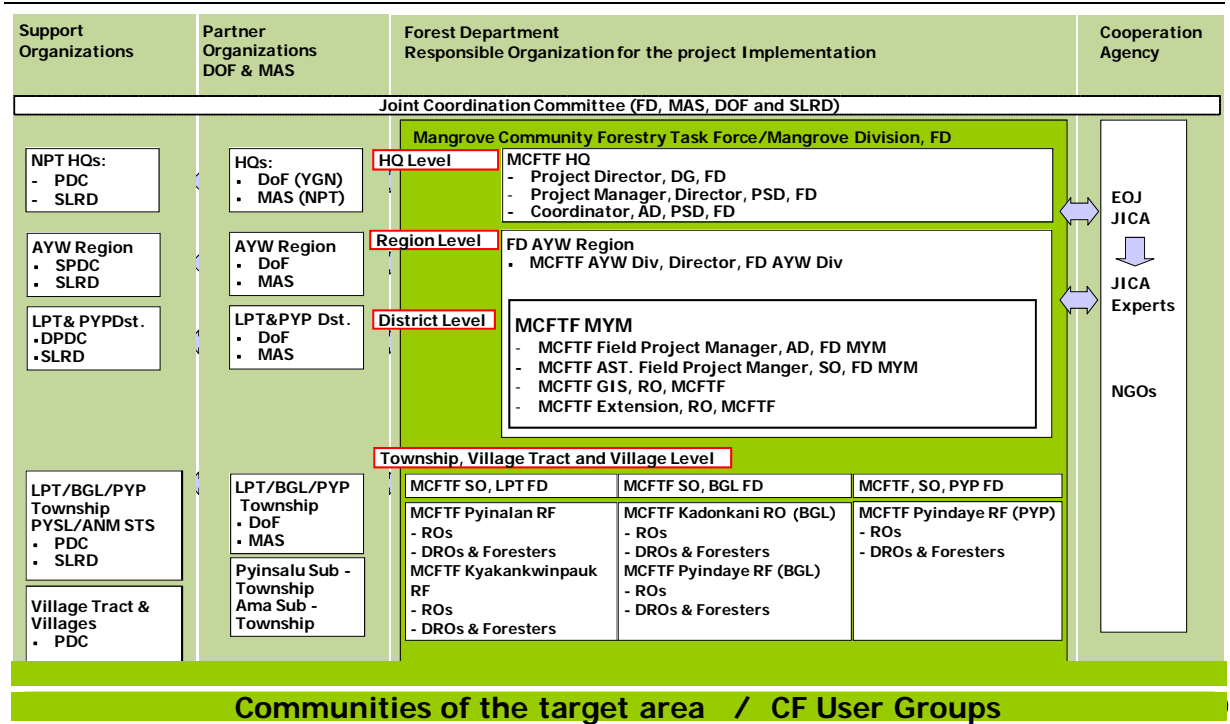 Support
Organizations
Partner
Organizations
DOF & MAS
Forest Department
Responsible Organization for the project Implementation
Cooperation
Agency
Joint Coordination Committee (FD, MAS, DOF and SLRD)
Mangrove Community Forestry Task Force/Mangrove Division, FD
NPT HQs:
- PDC
- SLRD
HQs:
▪ DoF (YGN)
▪ MAS (NPT)
HQ Level
MCFTF HQ
- Project Director, DG, FD
- Project Manager, Director, PSD, FD
- Coordinator, AD, PSD, FD
EOJ
JICA
AYW Region
▪ SPDC
▪ SLRD
AYW Region
▪ DoF
▪ MAS
Region Level
FD AYW Region
▪ MCFTF AYW Div, Director, FD AYW Div
JICA
Experts
LPT& PYPDst.
▪DPDC
▪SLRD
LPT&PYP Dst.
▪ DoF
▪ MAS
District Level
MCFTF MYM
- MCFTF Field Project Manager, AD, FD MYM
- MCFTF AST. Field Project Manger, SO, FD MYM
- MCFTF GIS, RO, MCFTF
- MCFTF Extension, RO, MCFTF
NGOs
Township, Village Tract and Village Level
LPT/BGL/PYP
Township
PYSL/ANM STS
▪ PDC
▪ SLRD
LPT/BGL/PYP
Township
▪ DoF
▪ MAS
MCFTF SO, LPT FD
MCFTF SO, BGL FD
MCFTF, SO, PYP FD
MCFTF Pyinalan RF
- ROs
- DROs & Foresters
MCFTF Kyakankwinpauk
RF
- ROs
- DROs & Foresters
MCFTF Kadonkani RO (BGL)
- ROs
- DROs & Foresters
MCFTF Pyindaye RF (BGL)
- ROs
- DROs & Foresters
MCFTF Pyindaye RF (PYP)
- ROs
- DROs & Foresters
Pyinsalu Sub -
Township
Ama Sub -
Township
Village Tract &
Villages
▪ PDC
Communities of the target area / CF User Groups